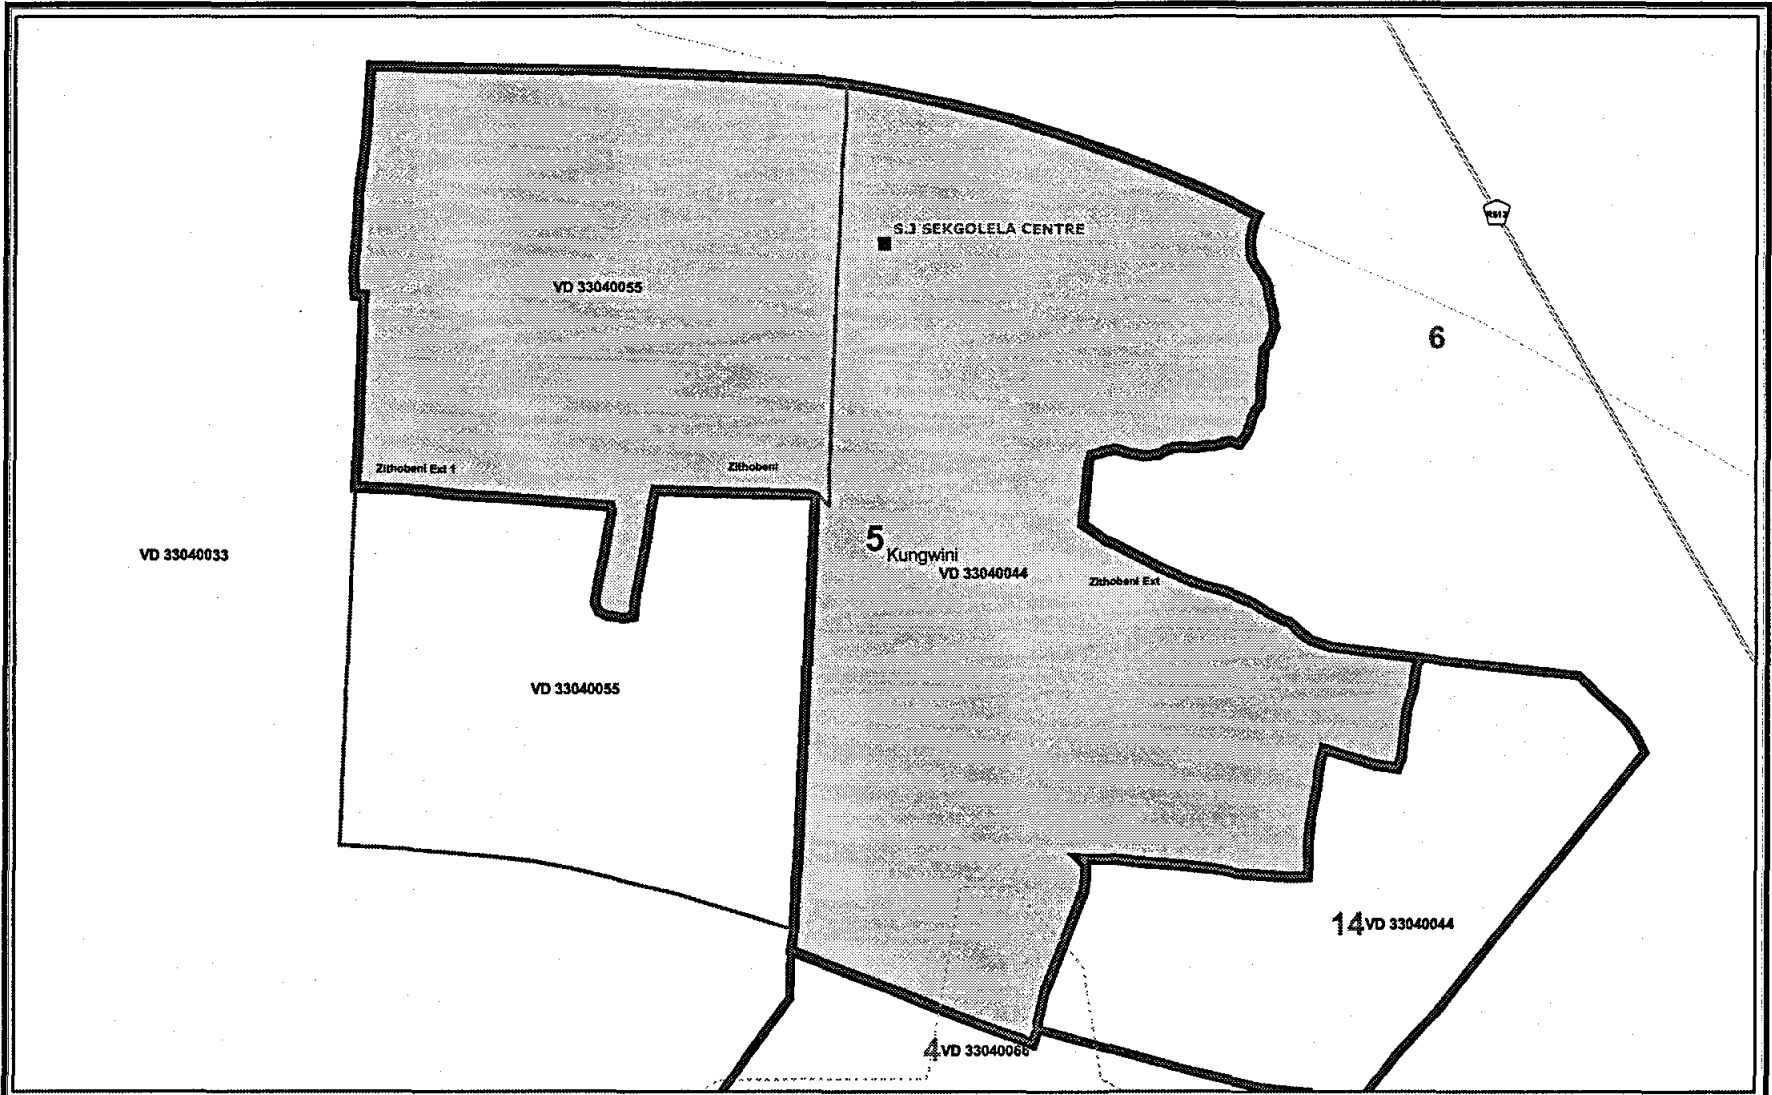 S.J SEKGOLELA CENTRE
VD 33040055
6
Zithobeni Ext 1
Zithobeni
VD 33040033
5
Kungwini
VD 33040044
Zithobeni Ext
VD 33040055
14 VD 33040044
4 VD 33040066